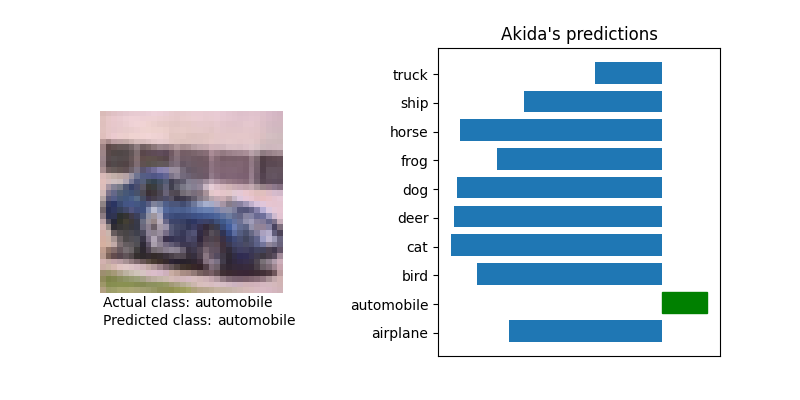 Akida's predictions
truck
ship
horse
frog
dog
deer
cat
bird
automobile
airplane
Actual class: automobile
Predicted class: automobile